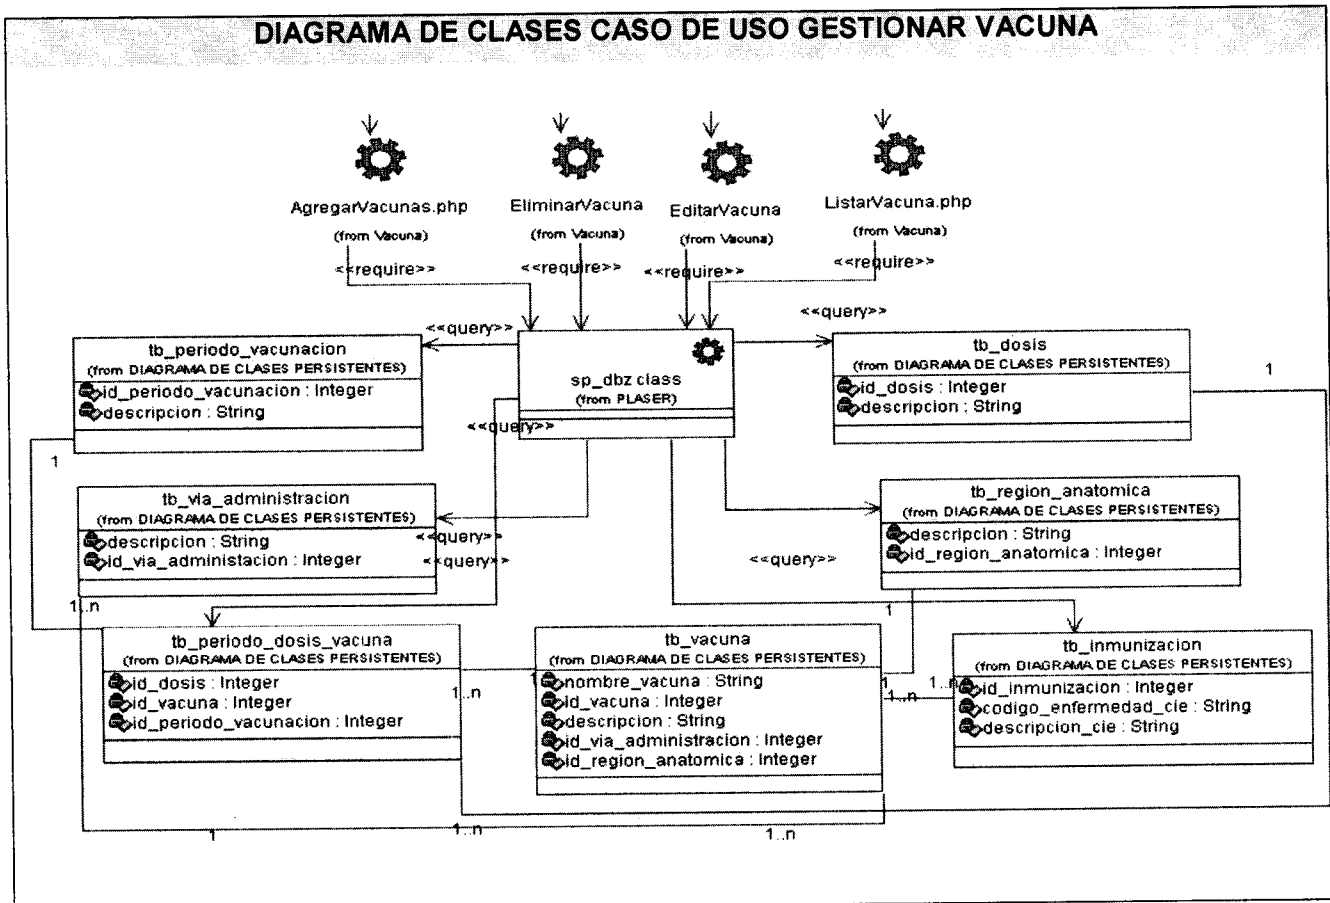 DIAGRAMA DE CLASES CASO DE USO GESTIONAR VACUNA
AgregarVacunas.php
(from Vacuna)
<<require>>
EliminarVacuna
(from Vacuna)
<<require>>
EditarVacuna
(from Vacuna)
<<require>>
ListarVacuna.php
(from Vacuna)
<<require>>
<<query>>
<<query>>
tb_periodo_vacunacion
(from DIAGRAMA DE CLASES PERSISTENTES)
id_periodo_vacunacion : Integer
descripcion : String
sp_dbz class
(from PLASER)
<<query>>
tb_dosis
(from DIAGRAMA DE CLASES PERSISTENTES)
id_dosis : Integer
descripcion : String
1
1
tb_via_administracion
(from DIAGRAMA DE CLASES PERSISTENTES)
descripcion : String
id_via_administacion : Integer
<<query>>
<<query>>
<<query>>
tb_region_anatomica
(from DIAGRAMA DE CLASES PERSISTENTES)
descripcion : String
id_region_anatomica : Integer
1..n
1
tb_periodo_dosis_vacuna
(from DIAGRAMA DE CLASES PERSISTENTES)
id_dosis : Integer
id_vacuna : Integer
id_periodo_vacunacion : Integer
1..n
1
tb_vacuna
(from DIAGRAMA DE CLASES PERSISTENTES)
nombre_vacuna : String
id_vacuna : Integer
descripcion : String
id_via_administracion : Integer
id_region_anatomica : Integer
1
1..n
1..n
tb_inmunizacion
(from DIAGRAMA DE CLASES PERSISTENTES)
id_inmunizacion : Integer
codigo_enfermedad_cie : String
descripcion_cie : String
1
1..n
1..n